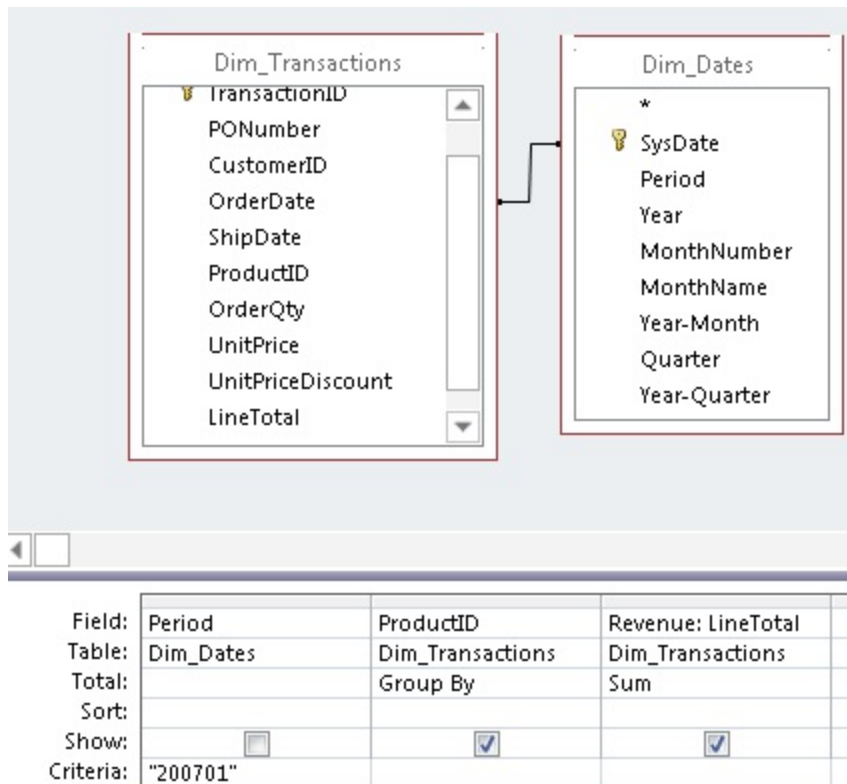 Dim_Transactions
TransactionID
PONumber
CustomerID
OrderDate
ShipDate
ProductID
OrderQty
UnitPrice
UnitPriceDiscount
LineTotal
Dim_Dates
*
SysDate
Period
Year
MonthNumber
MonthName
Year-Month
Quarter
Year-Quarter
Field: Period ProductID Revenue: LineTotal
Table: Dim_Dates Dim_Transactions Dim_Transactions
Total: Group By Sum
Sort:
Show:
Criteria: "200701"